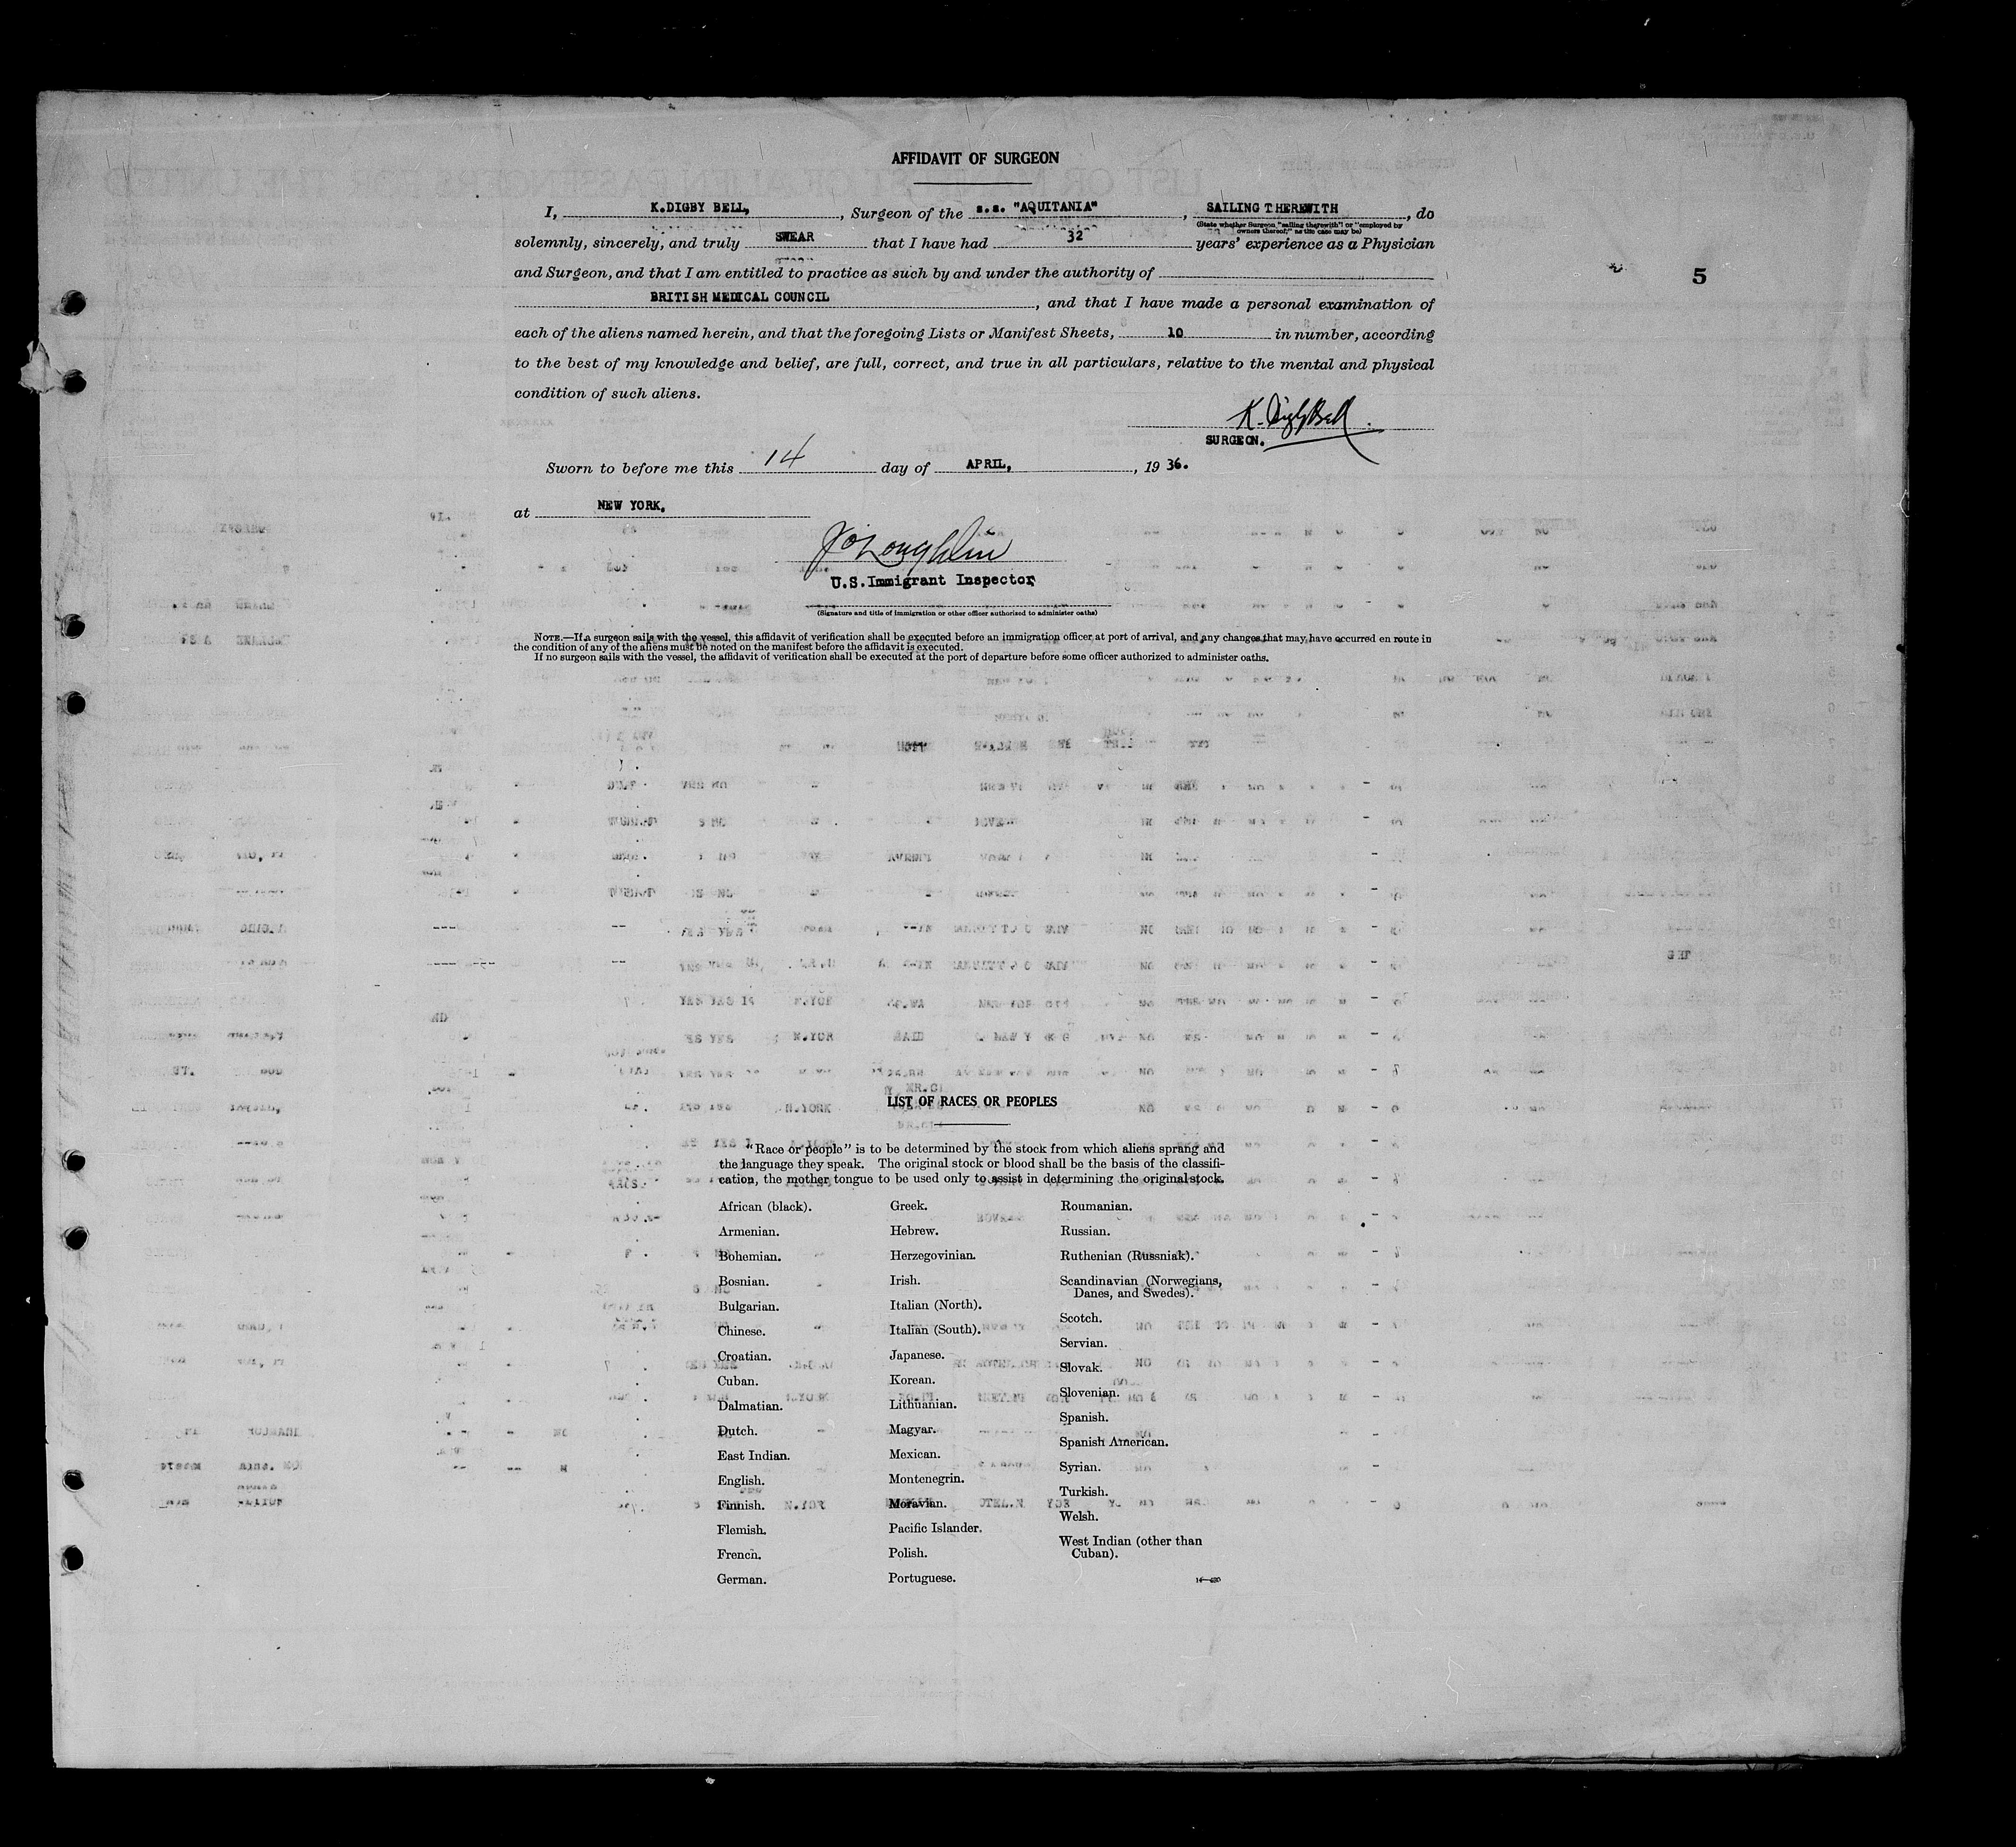 AFFIDAVIT OF SURGEON
I, K.DIGBY BELL, , Surgeon of the s.s. "AQUITANIA" , SAILING THEREWITH , do
(State whether Surgeon "sailing therewith" or "employed by
owners thereof," as the case may be)
solemnly, sincerely, and truly SWEAR that I have had 32 years' experience as a Physician
5
and Surgeon, and that I am entitled to practice as such by and under the authority of
BRITISH MEDICAL COUNCIL , and that I have made a personal examination of
each of the aliens named herein, and that the foregoing Lists or Manifest Sheets, 10 in number, according
to the best of my knowledge and belief, are full, correct, and true in all particulars, relative to the mental and physical
condition of such aliens.
K. Digby Bell
SURGEON.
Sworn to before me this 14 day of APRIL, , 19 36.
at NEW YORK.
U.S.Immigrant Inspector
(Signature and title of immigration or other officer authorized to administer oaths)
NOTE.—If a surgeon sails with the vessel, this affidavit of verification shall be executed before an immigration officer at port of arrival, and any changes that may have occurred en route in
the condition of any of the aliens must be noted on the manifest before the affidavit is executed.
If no surgeon sails with the vessel, the affidavit of verification shall be executed at the port of departure before some officer authorized to administer oaths.
LIST OF RACES OR PEOPLES
"Race or people" is to be determined by the stock from which aliens sprang and
the language they speak. The original stock or blood shall be the basis of the classifi-
cation, the mother tongue to be used only to assist in determining the original stock.
African (black).
Armenian.
Bohemian.
Bosnian.
Bulgarian.
Chinese.
Croatian.
Cuban.
Dalmatian.
Dutch.
East Indian.
English.
Finnish.
Flemish.
French.
German.
Greek.
Hebrew.
Herzegovinian.
Irish.
Italian (North).
Italian (South).
Japanese.
Korean.
Lithuanian.
Magyar.
Mexican.
Montenegrin.
Moravian.
Pacific Islander.
Polish.
Portuguese.
Roumanian.
Russian.
Ruthenian (Russniak).
Scandinavian (Norwegians,
Danes, and Swedes).
Scotch.
Servian.
Slovak.
Slovenian.
Spanish.
Spanish American.
Syrian.
Turkish.
Welsh.
West Indian (other than
Cuban).